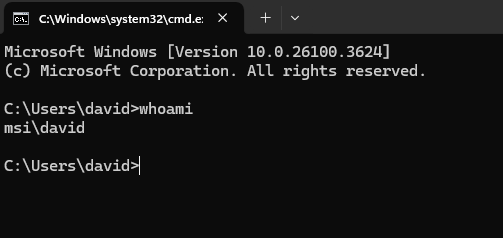 C:\Windows\system32\cmd.e
Microsoft Windows [Version 10.0.26100.3624]
(c) Microsoft Corporation. All rights reserved.
C:\Users\david>whoami
msi\david
C:\Users\david>